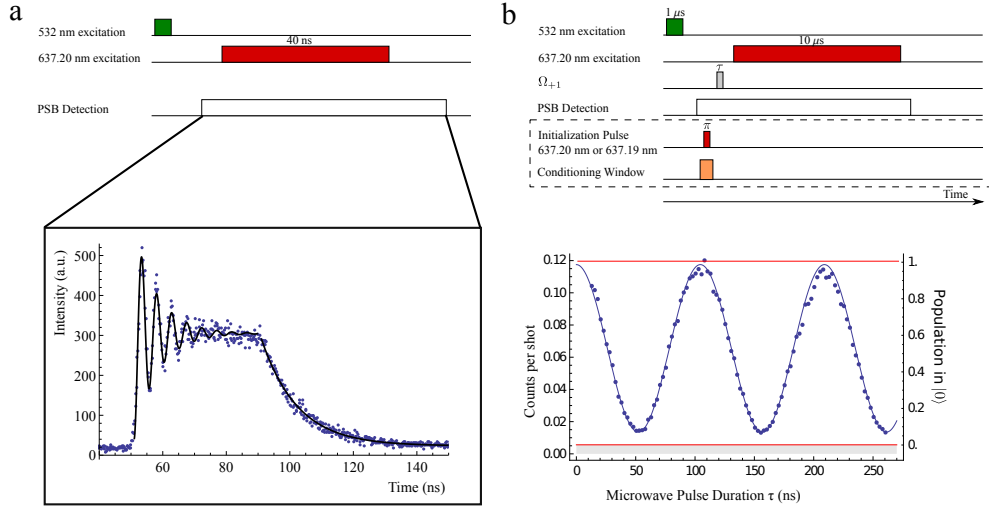 a
532 nm excitation
40 ns
637.20 nm excitation
PSB Detection
500
400
300
200
100
0
Intensity (a.u.)
60
80
100
120
140
Time (ns)
b
1 µs
532 nm excitation
10 µs
637.20 nm excitation
τ
Ω+1
PSB Detection
π
Initialization Pulse
637.20 nm or 637.19 nm
Conditioning Window
Time
0.12
0.10
0.08
0.06
0.04
0.02
0.00
Counts per shot
1.
0.8
0.6
0.4
0.2
0.
Population in |0⟩
0
50
100
150
200
250
Microwave Pulse Duration τ (ns)